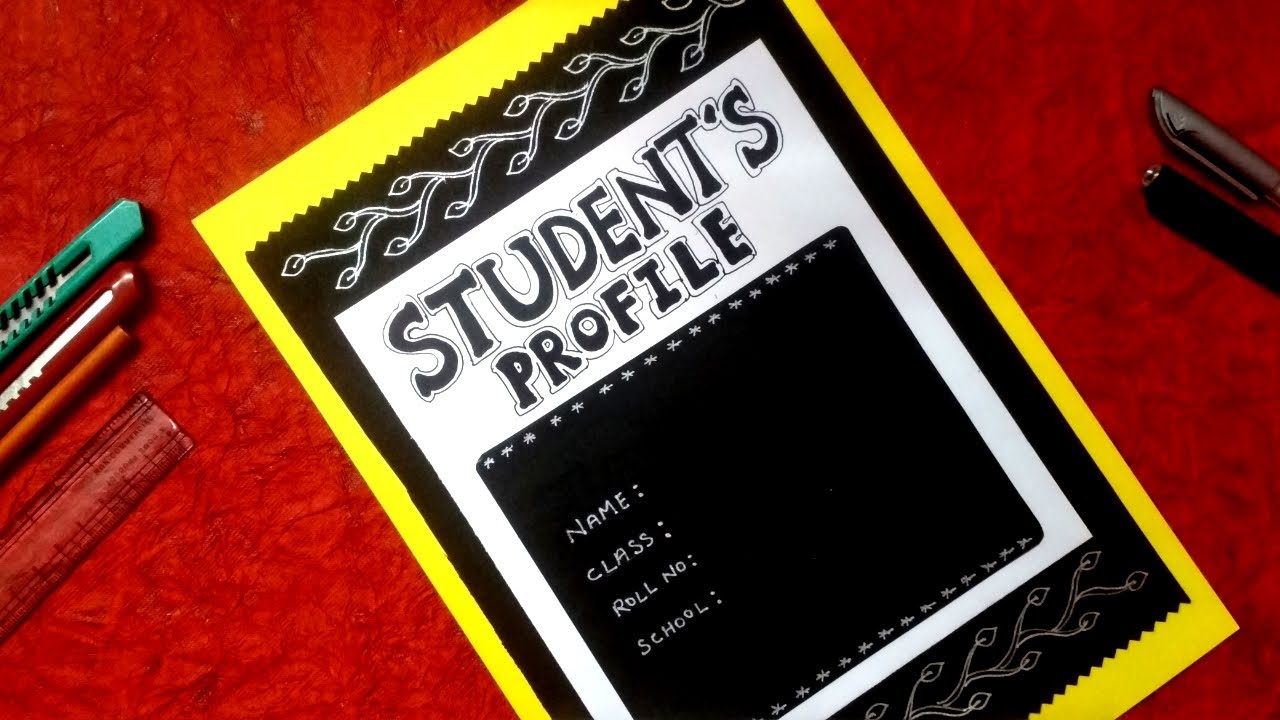 STUDENT'S
PROFILE
NAME:
CLASS:
ROLL NO:
SCHOOL: